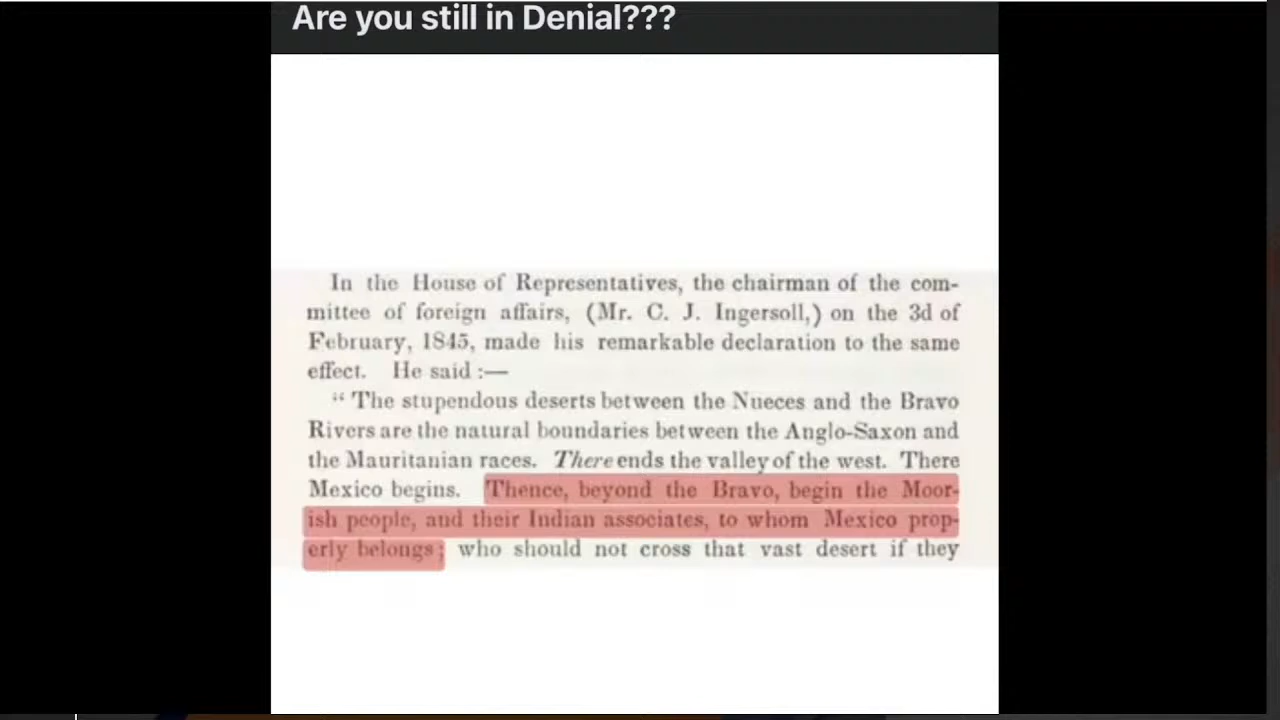 Are you still in Denial???
In the House of Representatives, the chairman of the com-
mittee of foreign affairs, (Mr. C. J. Ingersoll,) on the 3d of
February, 1845, made his remarkable declaration to the same
effect. He said :—
“ The stupendous deserts between the Nueces and the Bravo
Rivers are the natural boundaries between the Anglo-Saxon and
the Mauritanian races. There ends the valley of the west. There
Mexico begins. Thence, beyond the Bravo, begin the Moor-
ish people, and their Indian associates, to whom Mexico prop-
erly belongs; who should not cross that vast desert if they